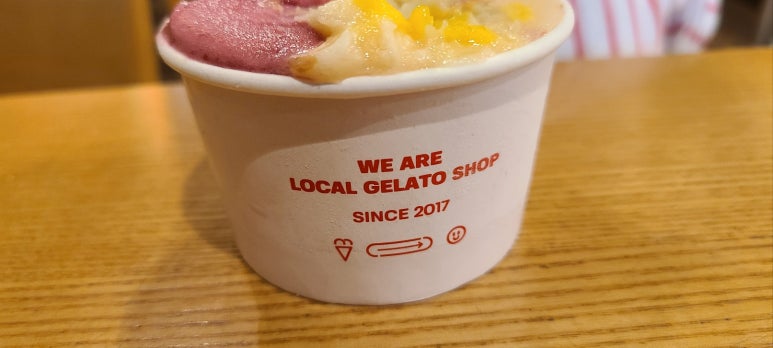 WE ARE
LOCAL GELATO SHOP
SINCE 2017